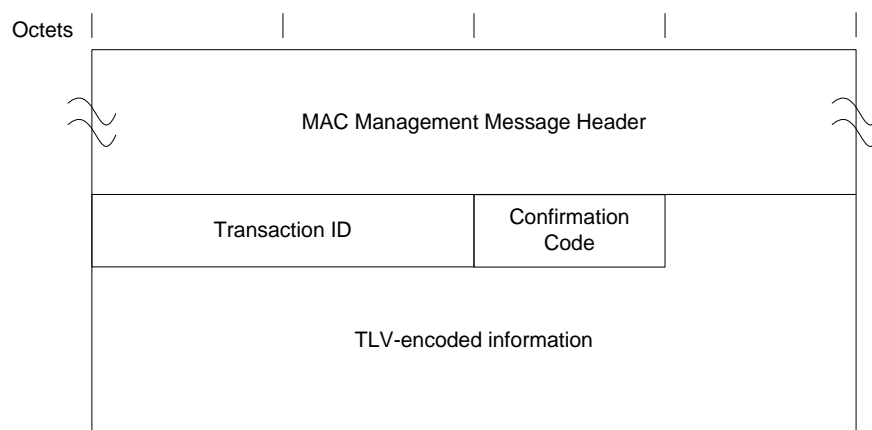 Octets
MAC Management Message Header
Transaction ID
Confirmation
Code
TLV-encoded information